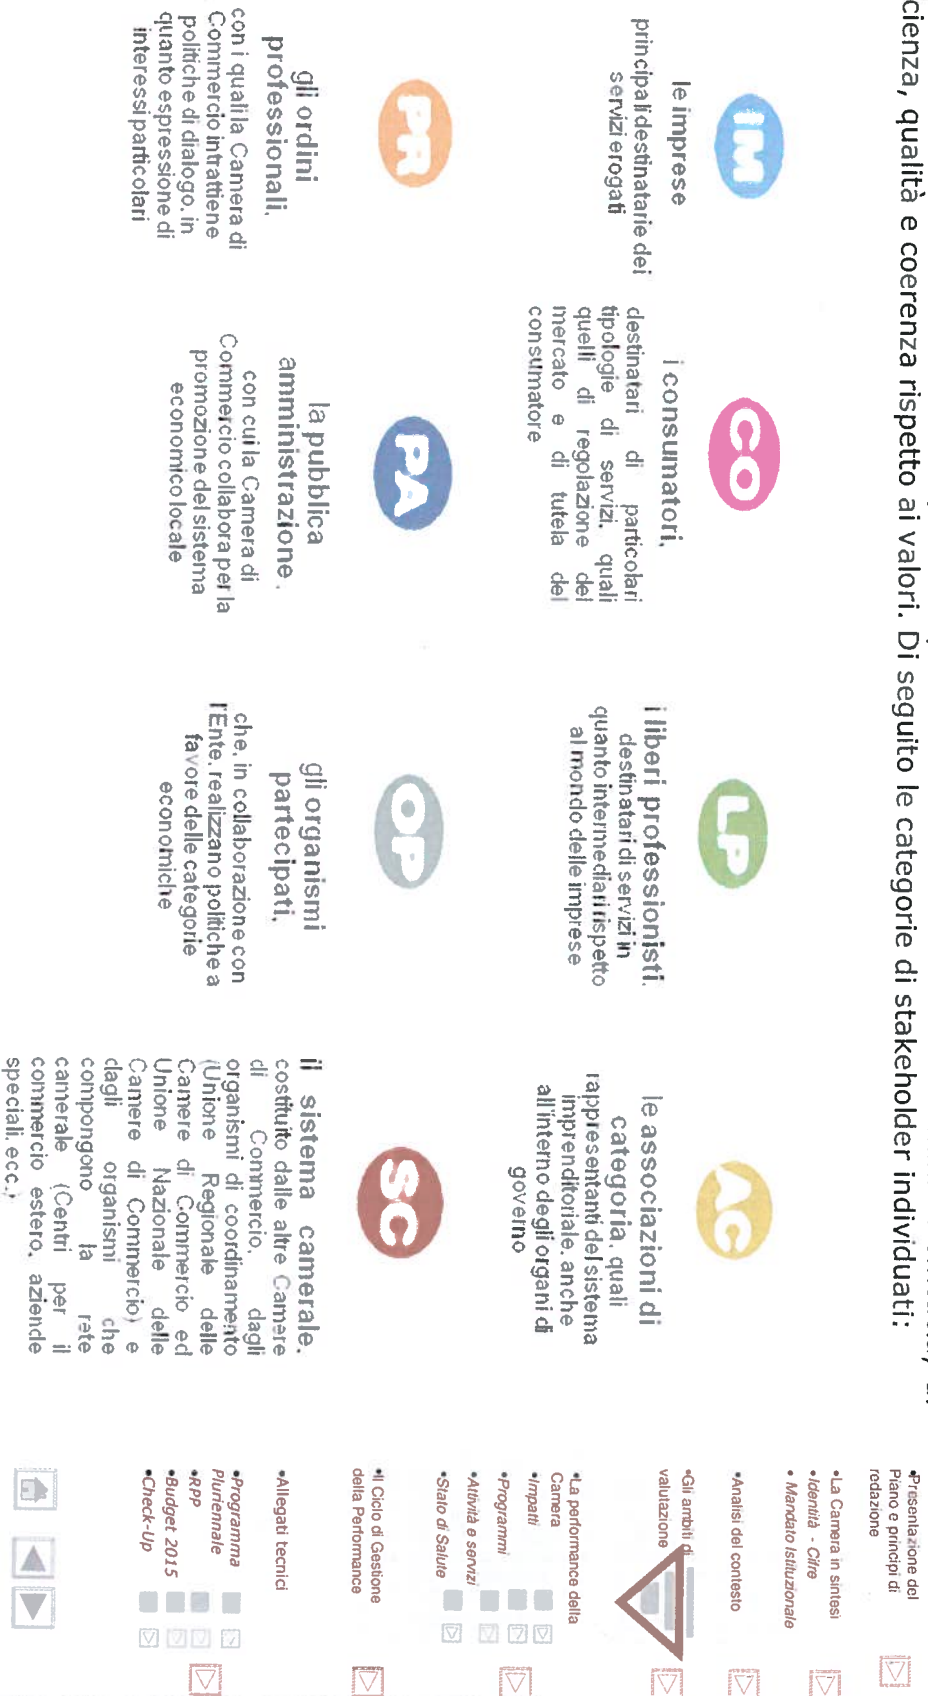 cienza, qualità e coerenza rispetto ai valori. Di seguito le categorie di stakeholder individuati:
IM
le imprese
principali destinatarie dei
servizi erogati
CO
i consumatori,
destinatari di particolari
tipologie di servizi, quali
quelli di regolazione del
mercato e di tutela del
consumatore
LP
i liberi professionisti.
destinatari di servizi in
quanto intermediari rispetto
al mondo delle imprese
AC
le associazioni di
categoria, quali
rappresentanti del sistema
imprenditoriale, anche
all'interno degli organi di
governo
PR
gli ordini
professionali,
con i quali la Camera di
Commercio intrattiene
politiche di dialogo, in
quanto espressione di
interessi particolari
PA
la pubblica
amministrazione,
con cui la Camera di
Commercio collabora per la
promozione del sistema
economico locale
OP
gli organismi
partecipati,
che, in collaborazione con
l'Ente, realizzano politiche a
favore delle categorie
economiche
SC
il sistema camerale.
costituito dalle altre Camere
di Commercio, dagli
organismi di coordinamento
(Unione Regionale delle
Camere di Commercio ed
Unione Nazionale delle
Camere di Commercio) e
dagli organismi che
compongono la rete
camerale (Centri per il
commercio estero, aziende
speciali, ecc.)
•Presentazione del
Piano e principi di
redazione
•La Camera in sintesi
•Identità - Cifre
• Mandato Istituzionale
•Analisi del contesto
•Gli ambiti di
valutazione
•La performance della
Camera
•Impatti
•Programmi
•Attività e servizi
•Stato di Salute
•Il Ciclo di Gestione
della Performance
•Allegati tecnici
•Programma
Pluriennale
•RPP
•Budget 2015
•Check-Up